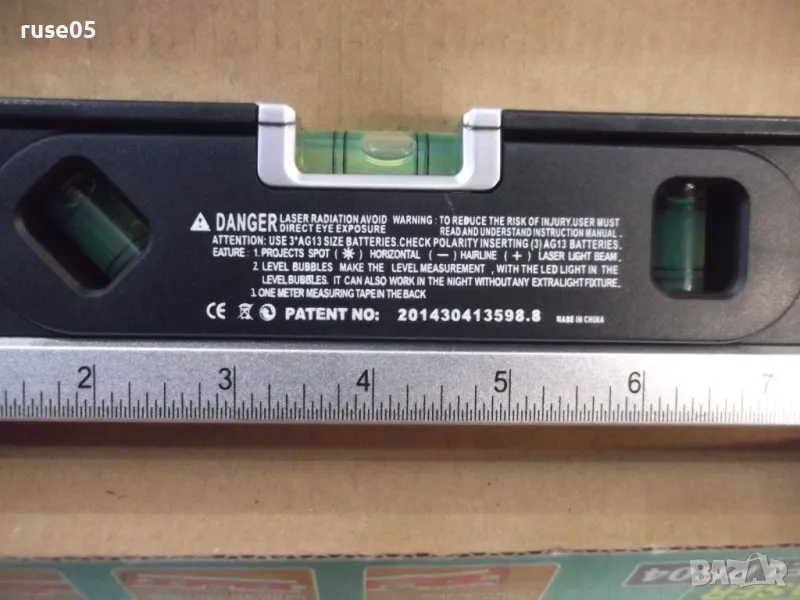 ruse05
DANGER LASER RADIATION AVOID DIRECT EYE EXPOSURE
WARNING : TO REDUCE THE RISK OF INJURY.USER MUST READ AND UNDERSTAND INSTRUCTION MANUAL.
ATTENTION: USE 3*AG13 SIZE BATTERIES.CHECK POLARITY INSERTING (3) AG13 BATTERIES.
EATURE : 1.PROJECTS SPOT ( ☀ ) HORIZONTAL ( — ) HAIRLINE ( + ) LASER LIGHT BEAM.
2. LEVEL BUBBLES MAKE THE LEVEL MEASUREMENT , WITH THE LED LIGHT IN THE
LEVEL BUBBLES. IT CAN ALSO WORK IN THE NIGHT WITHOUT ANY EXTRALIGHT FIXTURE.
3. ONE METER MEASURING TAPE IN THE BACK
CE PATENT NO: 201430413598.8 MADE IN CHINA
2 3 4 5 6 7
BAZAR